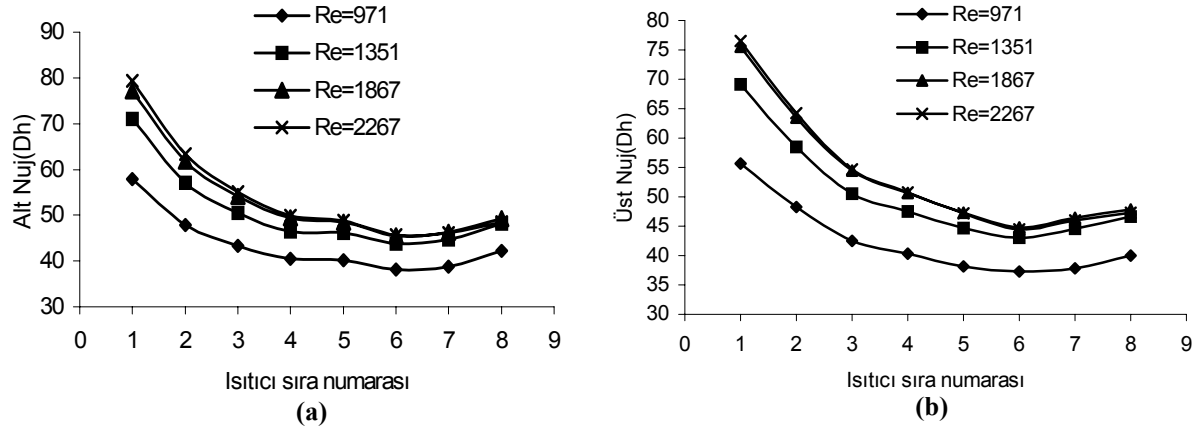 Re=971
Re=1351
Re=1867
Re=2267
90
80
70
60
50
40
30
Alt Nuj(Dh)
0 1 2 3 4 5 6 7 8 9
Isıtıcı sıra numarası
(a)
Re=971
Re=1351
Re=1867
Re=2267
80
75
70
65
60
55
50
45
40
35
30
Üst Nuj(Dh)
0 1 2 3 4 5 6 7 8 9
Isıtıcı sıra numarası
(b)